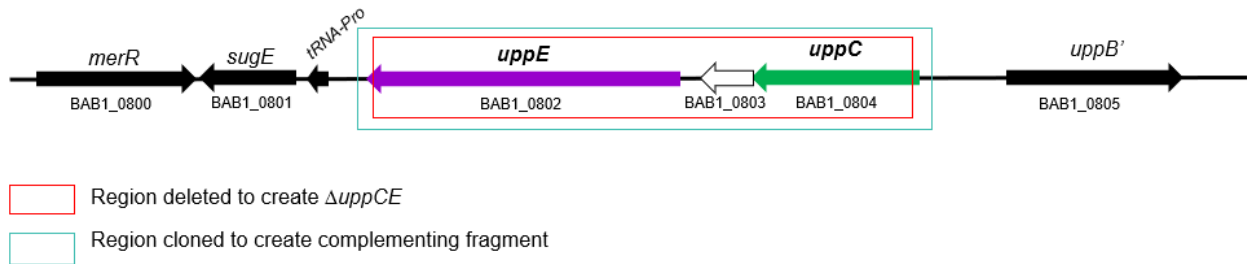 merR sugE tRNA-Pro uppE uppC uppB’
BAB1_0800 BAB1_0801 BAB1_0802 BAB1_0803 BAB1_0804 BAB1_0805
Region deleted to create ΔuppCE
Region cloned to create complementing fragment